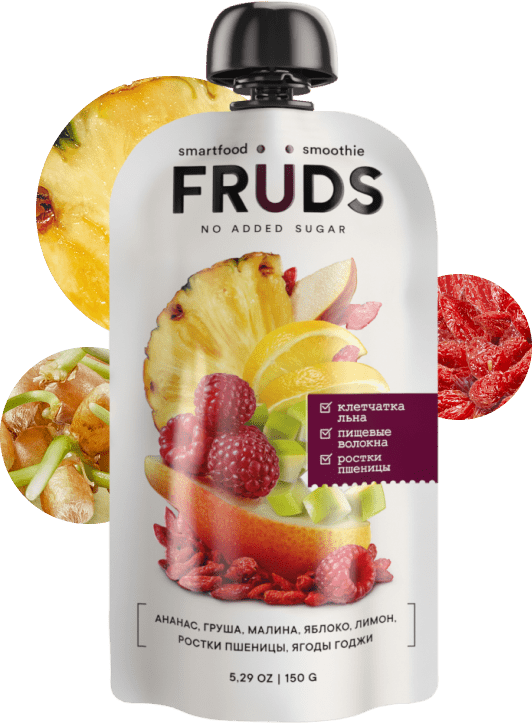 smartfood smoothie
FRÜDS
NO ADDED SUGAR
клетчатка
льна
пищевые
волокна
ростки
пшеницы
АНАНАС, ГРУША, МАЛИНА, ЯБЛОКО, ЛИМОН,
РОСТКИ ПШЕНИЦЫ, ЯГОДЫ ГОДЖИ
5,29 OZ | 150 G